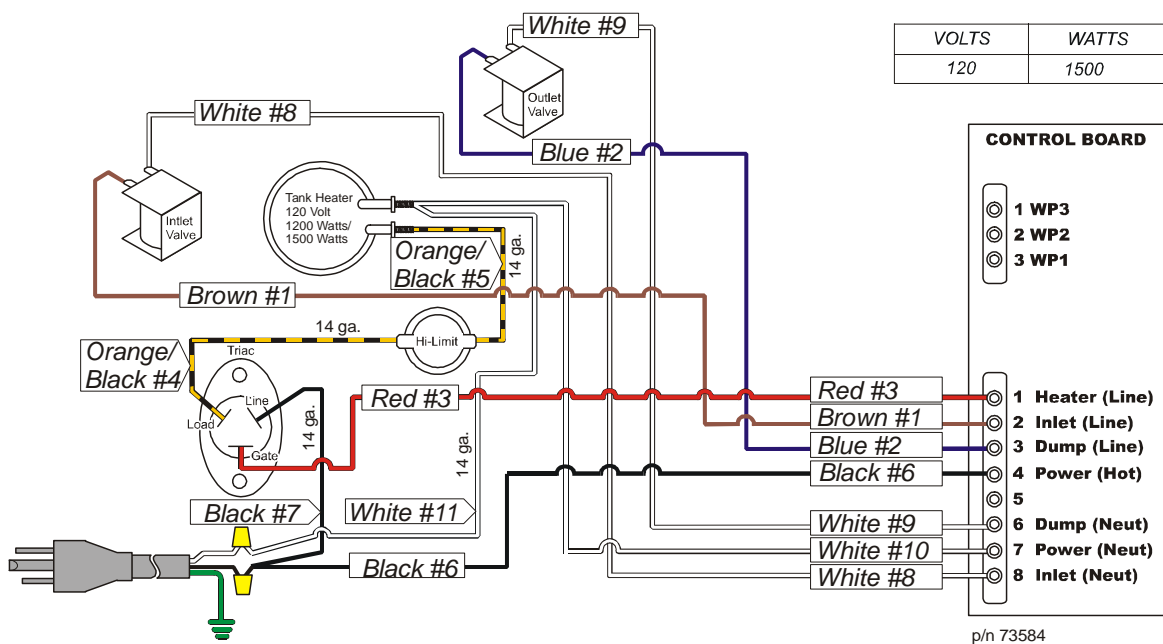 White #9
VOLTS WATTS
120 1500
Outlet
Valve
White #8
Blue #2
CONTROL BOARD
Tank Heater
120 Volt
1200 Watts/
1500 Watts
Intlet
Valve
1 WP3
2 WP2
3 WP1
Orange/
Black #5
14 ga.
Brown #1
14 ga.
Hi-Limit
Orange/
Black #4
Triac
Line
Load
Gate
14 ga.
14 ga.
Red #3
Red #3
1 Heater (Line)
Brown #1
2 Inlet (Line)
Blue #2
3 Dump (Line)
Black #6
4 Power (Hot)
5
Black #7
White #11
White #9
6 Dump (Neut)
White #10
7 Power (Neut)
Black #6
White #8
8 Inlet (Neut)
p/n 73584